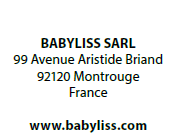 BABYLISS SARL
99 Avenue Aristide Briand
92120 Montrouge
France
www.babyliss.com